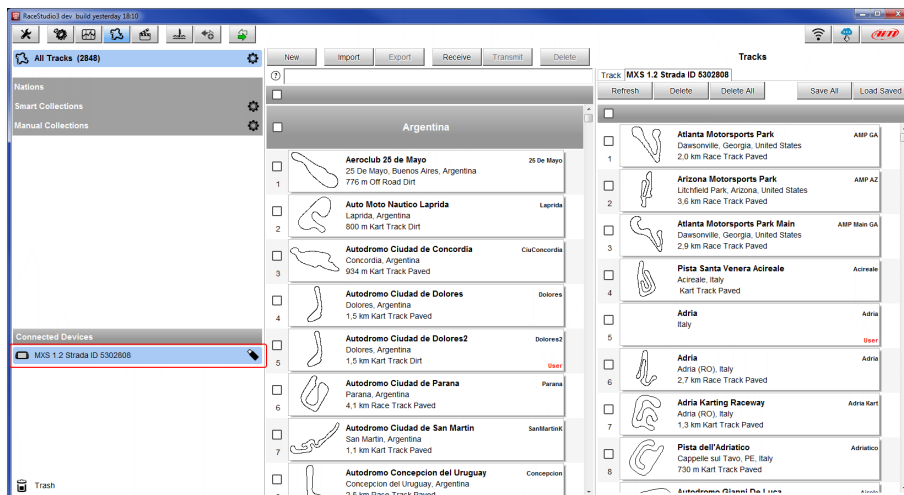 RaceStudio3 dev build yesterday 18:10
AiM
All Tracks (2848)
Nations
Smart Collections
Manual Collections
Connected Devices
MXS 1.2 Strada ID 5302808
Trash
New Import Export Receive Transmit Delete
?
Argentina
Aeroclub 25 de Mayo 25 De Mayo
25 De Mayo, Buenos Aires, Argentina
776 m Off Road Dirt
1
Auto Moto Nautico Laprida Laprida
Laprida, Argentina
800 m Kart Track Dirt
2
Autodromo Ciudad de Concordia CiuConcordia
Concordia, Argentina
934 m Kart Track Paved
3
Autodromo Ciudad de Dolores Dolores
Dolores, Argentina
1,5 km Kart Track Paved
4
Autodromo Ciudad de Dolores2 Dolores2
Dolores, Argentina
1,5 km Kart Track Dirt
5 User
Autodromo Ciudad de Parana Parana
Parana, Argentina
4,1 km Race Track Paved
6
Autodromo Ciudad de San Martin SanMartinK
San Martin, Argentina
1,1 km Kart Track Paved
7
Autodromo Concepcion del Uruguay Concepcion
Concepcion del Uruguay, Argentina
2,5 km Race Track Paved
Tracks
Track MXS 1.2 Strada ID 5302808
Refresh Delete Delete All Save All Load Saved
Atlanta Motorsports Park AMP GA
Dawsonville, Georgia, United States
2,0 km Race Track Paved
1
Arizona Motorsports Park AMP AZ
Litchfield Park, Arizona, United States
3,6 km Race Track Paved
2
Atlanta Motorsports Park Main AMP Main GA
Dawsonville, Georgia, United States
2,9 km Race Track Paved
3
Pista Santa Venera Acireale Acireale
Acireale, Italy
Kart Track Paved
4
Adria Adria
Italy
5 User
Adria Adria
Adria (RO), Italy
2,7 km Race Track Paved
6
Adria Karting Raceway Adria Kart
Adria (RO), Italy
1,3 km Kart Track Paved
7
Pista dell'Adriatico Adriatico
Cappelle sul Tavo, PE, Italy
730 m Kart Track Paved
8
Autodromo Gianni De Luca